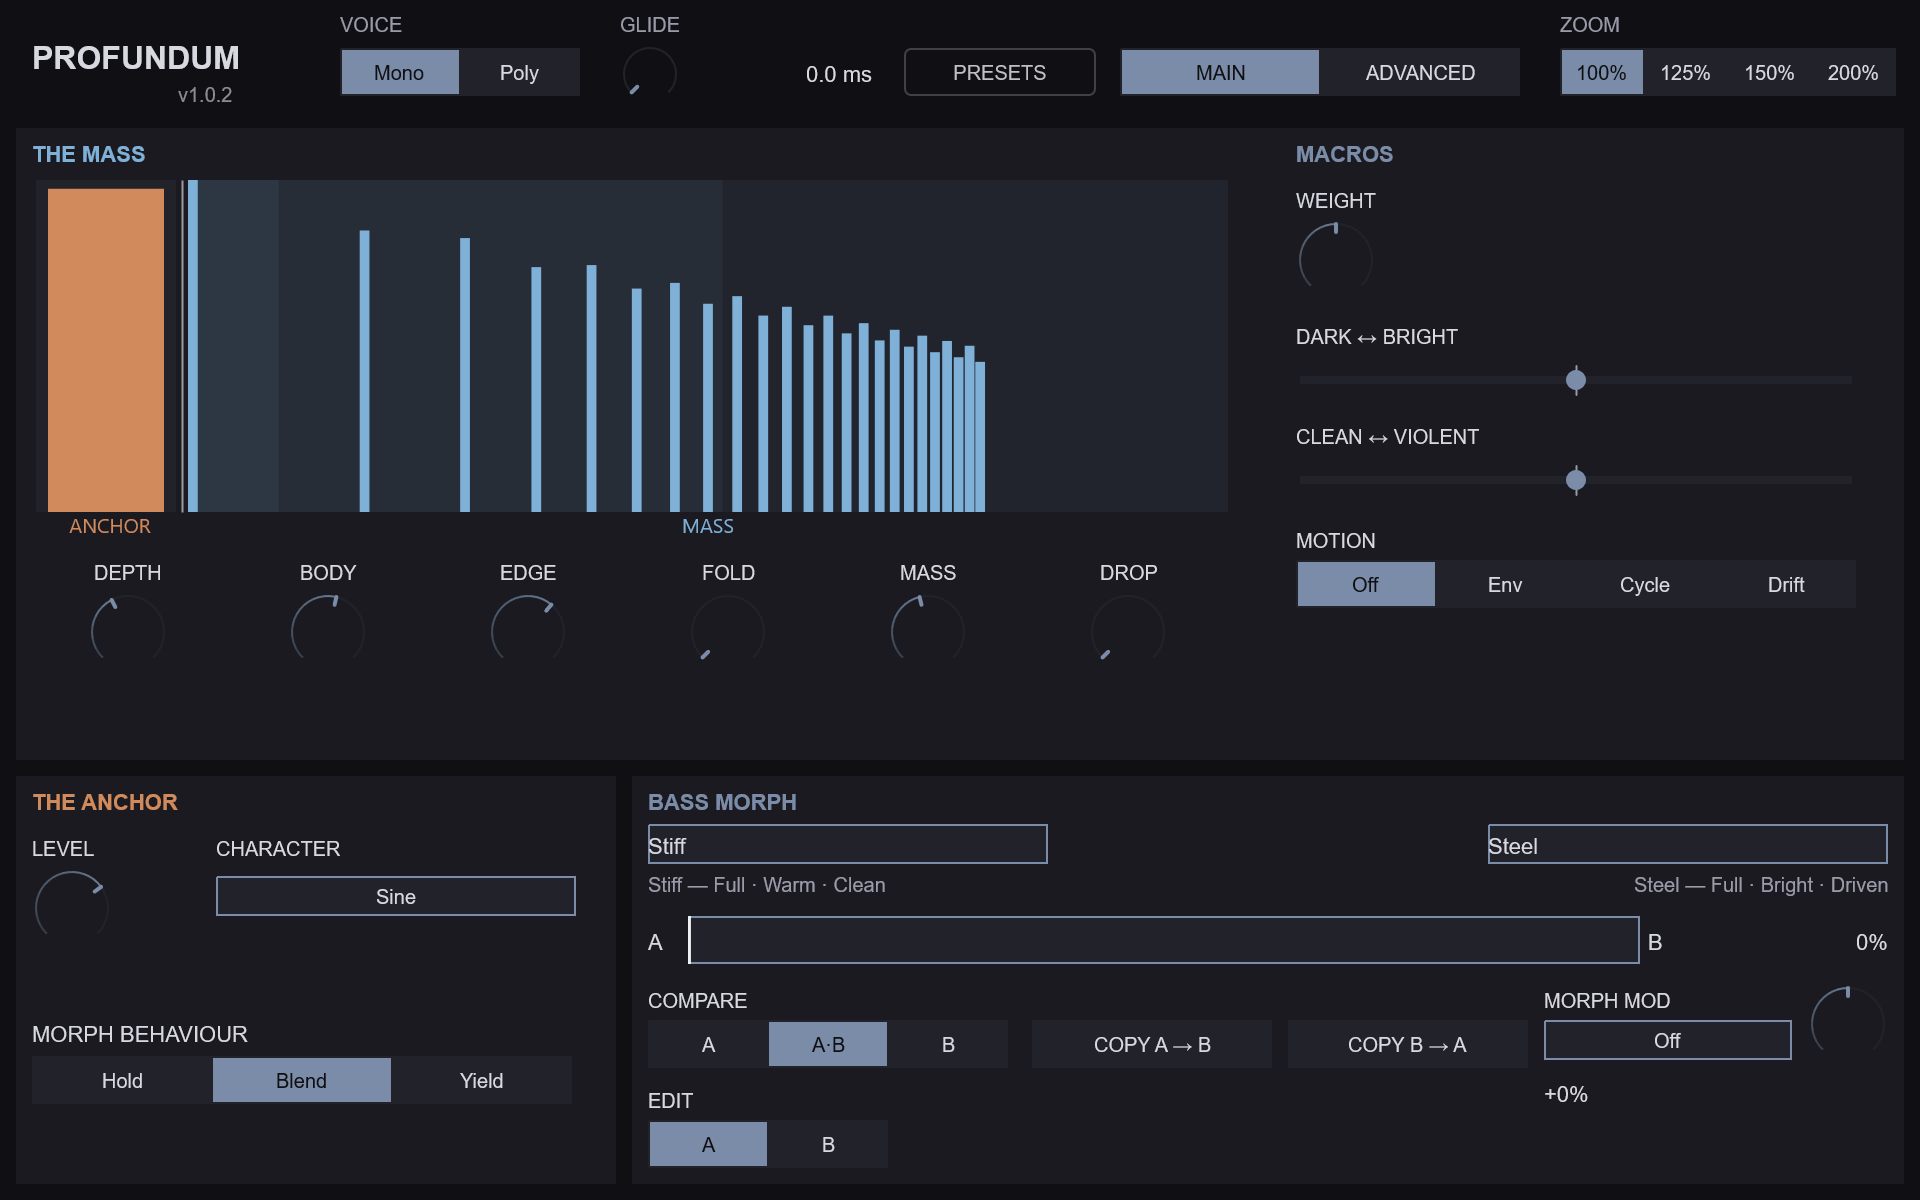 PROFUNDUM
v1.0.2
VOICE
Mono Poly
GLIDE
0.0 ms
PRESETS
MAIN ADVANCED
ZOOM
100% 125% 150% 200%
THE MASS
ANCHOR MASS
DEPTH BODY EDGE FOLD MASS DROP
MACROS
WEIGHT
DARK ↔ BRIGHT
CLEAN ↔ VIOLENT
MOTION
Off Env Cycle Drift
THE ANCHOR
LEVEL CHARACTER
Sine
MORPH BEHAVIOUR
Hold Blend Yield
BASS MORPH
Stiff Steel
Stiff — Full · Warm · Clean Steel — Full · Bright · Driven
A B 0%
COMPARE
A A·B B COPY A → B COPY B → A
MORPH MOD
Off
+0%
EDIT
A B